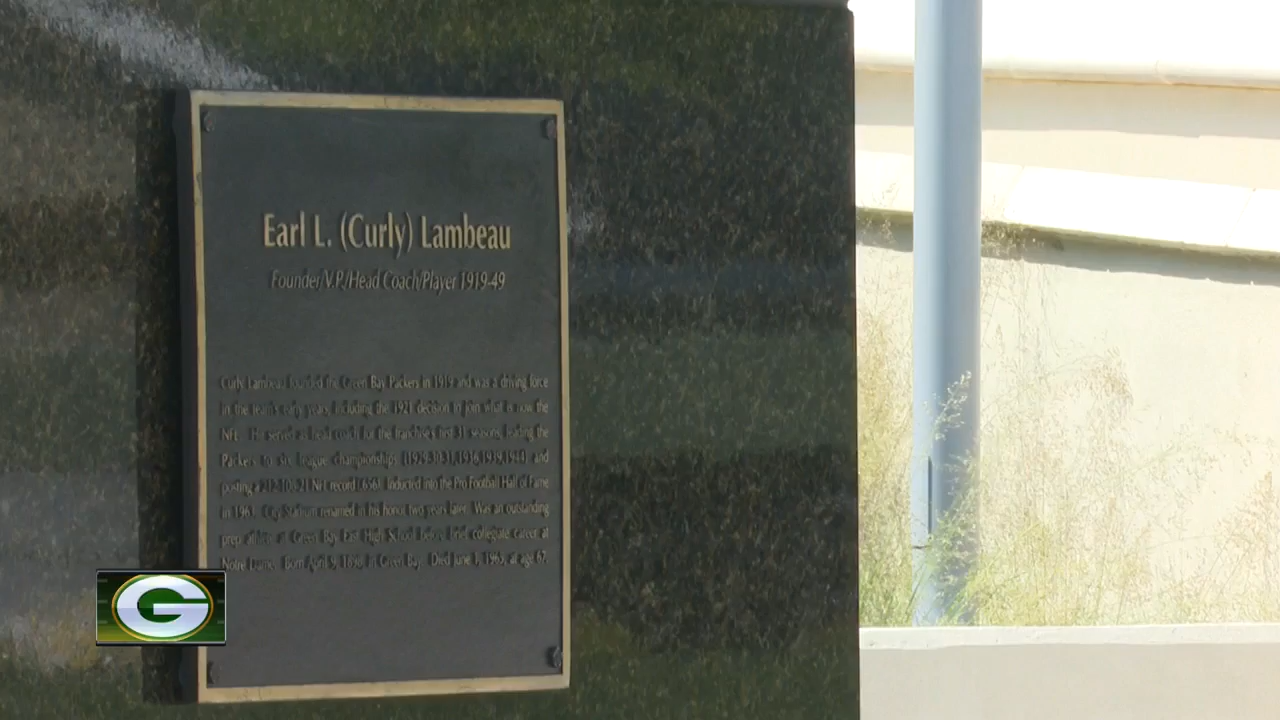 Earl L. (Curly) Lambeau
Founder/V.P./Head Coach/Player 1919-49
Curly Lambeau founded the Green Bay Packers in 1919 and was a driving force
in the team's early years, including the 1921 decision to join what is now the
NFL. He served as head coach for the franchise's first 31 seasons, leading the
Packers to six league championships (1929,30,31,1936,1939,1944) and
posting a 212-106-21 NFL record (.656). Inducted into the Pro Football Hall of Fame
in 1963. City Stadium renamed in his honor two years later. Was an outstanding
prep athlete at Green Bay East High School before brief collegiate career at
Notre Dame. Born April 9, 1898, in Green Bay. Died June 1, 1965, at age 67.
G